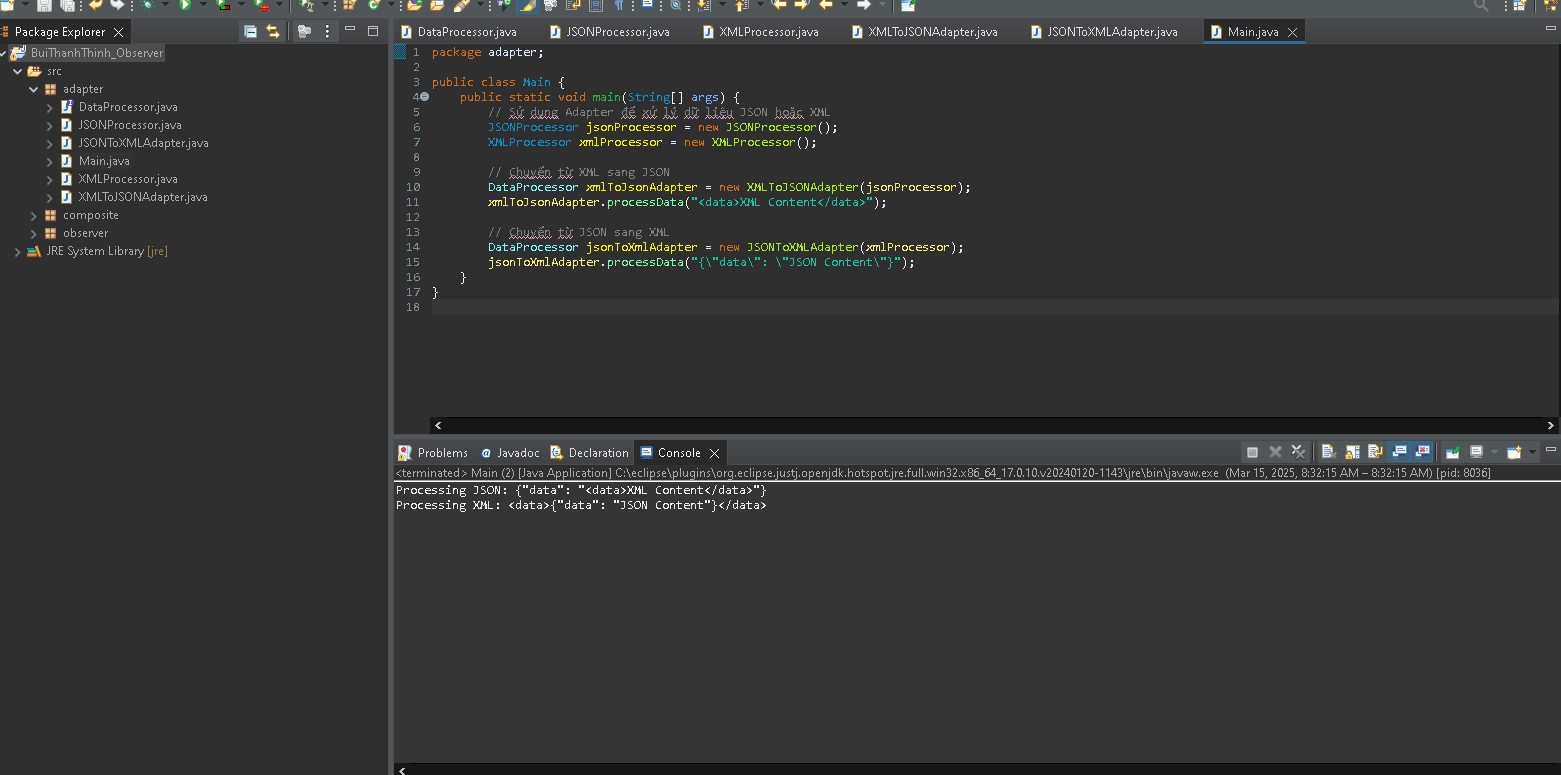 Package Explorer
DataProcessor.java
JSONProcessor.java
XMLProcessor.java
XMLToJSONAdapter.java
JSONToXMLAdapter.java
Main.java
BuiThanhThinh_Observer
src
adapter
DataProcessor.java
JSONProcessor.java
JSONToXMLAdapter.java
Main.java
XMLProcessor.java
XMLToJSONAdapter.java
composite
observer
JRE System Library [jre]
1 package adapter;
2
3 public class Main {
4 public static void main(String[] args) {
5 // Sử dụng Adapter để xử lý dữ liệu JSON hoặc XML
6 JSONProcessor jsonProcessor = new JSONProcessor();
7 XMLProcessor xmlProcessor = new XMLProcessor();
8
9 // Chuyển từ XML sang JSON
10 DataProcessor xmlToJsonAdapter = new XMLToJSONAdapter(jsonProcessor);
11 xmlToJsonAdapter.processData("<data>XML Content</data>");
12
13 // Chuyển từ JSON sang XML
14 DataProcessor jsonToXmlAdapter = new JSONToXMLAdapter(xmlProcessor);
15 jsonToXmlAdapter.processData("{\"data\": \"JSON Content\"}");
16 }
17 }
18
Problems
@ Javadoc
Declaration
Console
<terminated> Main (2) [Java Application] C:\eclipse\plugins\org.eclipse.justj.openjdk.hotspot.jre.full.win32.x86_64_17.0.10.v20240120-1143\jre\bin\javaw.exe (Mar 15, 2025, 8:32:15 AM – 8:32:15 AM) [pid: 8036]
Processing JSON: {"data": "<data>XML Content</data>"}
Processing XML: <data>{"data": "JSON Content"}</data>